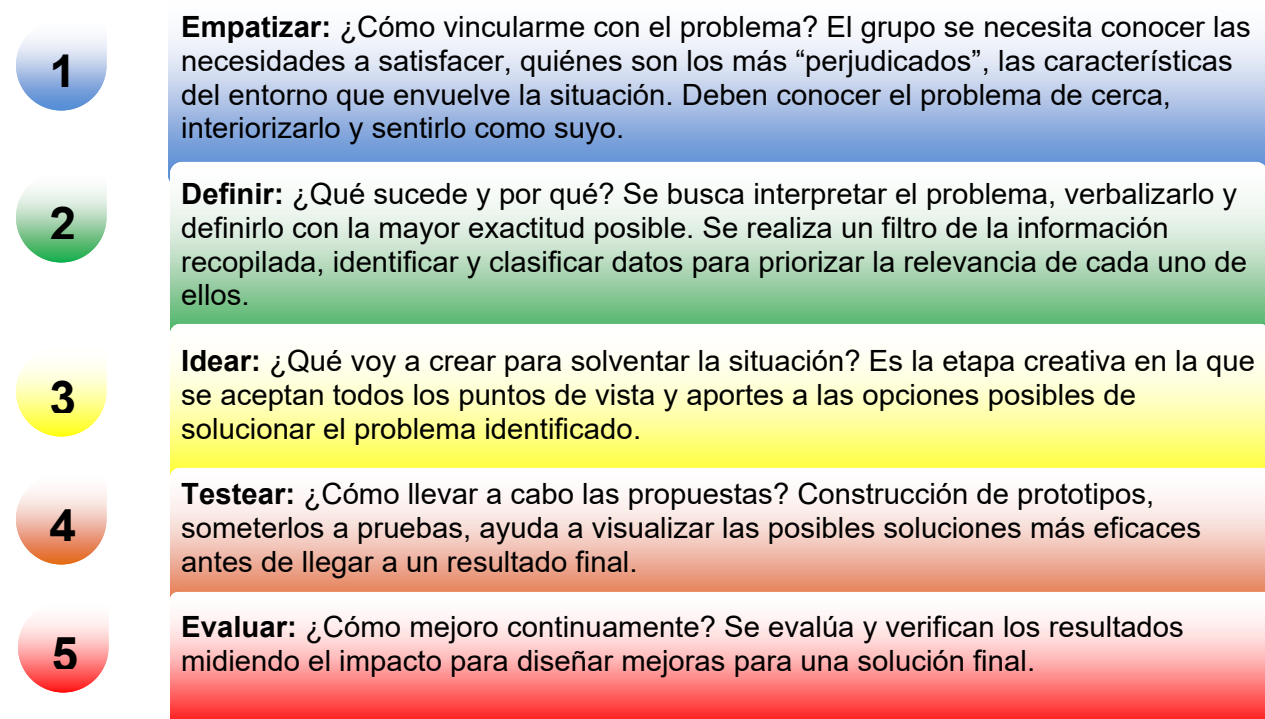 1
Empatizar: ¿Cómo vincularme con el problema? El grupo se necesita conocer las
necesidades a satisfacer, quiénes son los más “perjudicados”, las características
del entorno que envuelve la situación. Deben conocer el problema de cerca,
interiorizarlo y sentirlo como suyo.
2
Definir: ¿Qué sucede y por qué? Se busca interpretar el problema, verbalizarlo y
definirlo con la mayor exactitud posible. Se realiza un filtro de la información
recopilada, identificar y clasificar datos para priorizar la relevancia de cada uno de
ellos.
3
Idear: ¿Qué voy a crear para solventar la situación? Es la etapa creativa en la que
se aceptan todos los puntos de vista y aportes a las opciones posibles de
solucionar el problema identificado.
4
Testear: ¿Cómo llevar a cabo las propuestas? Construcción de prototipos,
someterlos a pruebas, ayuda a visualizar las posibles soluciones más eficaces
antes de llegar a un resultado final.
5
Evaluar: ¿Cómo mejoro continuamente? Se evalúa y verifican los resultados
midiendo el impacto para diseñar mejoras para una solución final.